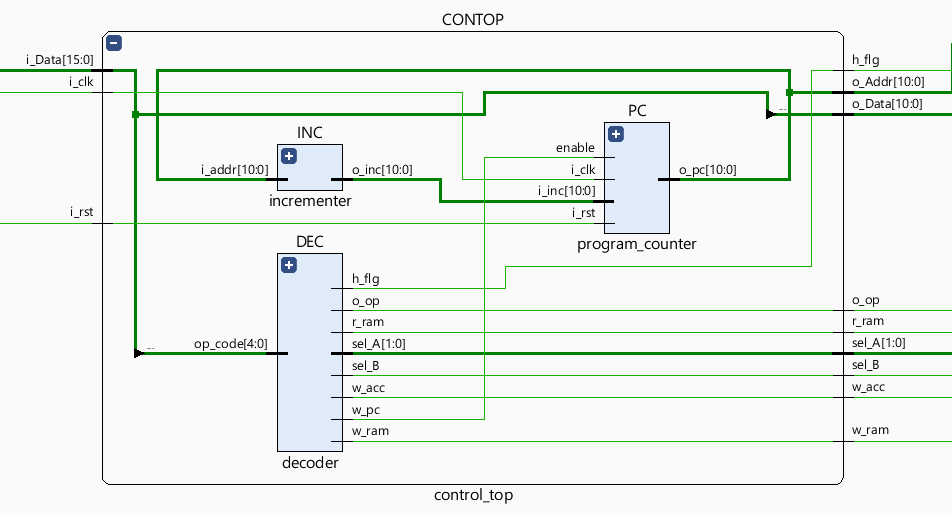 CONTOP
i_Data[15:0]
i_clk
i_rst
INC
i_addr[10:0]
o_inc[10:0]
incrementer
PC
enable
i_clk
i_inc[10:0]
i_rst
o_pc[10:0]
program_counter
DEC
op_code[4:0]
...
h_flg
o_op
r_ram
sel_A[1:0]
sel_B
w_acc
w_pc
w_ram
decoder
h_flg
o_Addr[10:0]
o_Data[10:0]
...
o_op
r_ram
sel_A[1:0]
sel_B
w_acc
w_ram
control_top